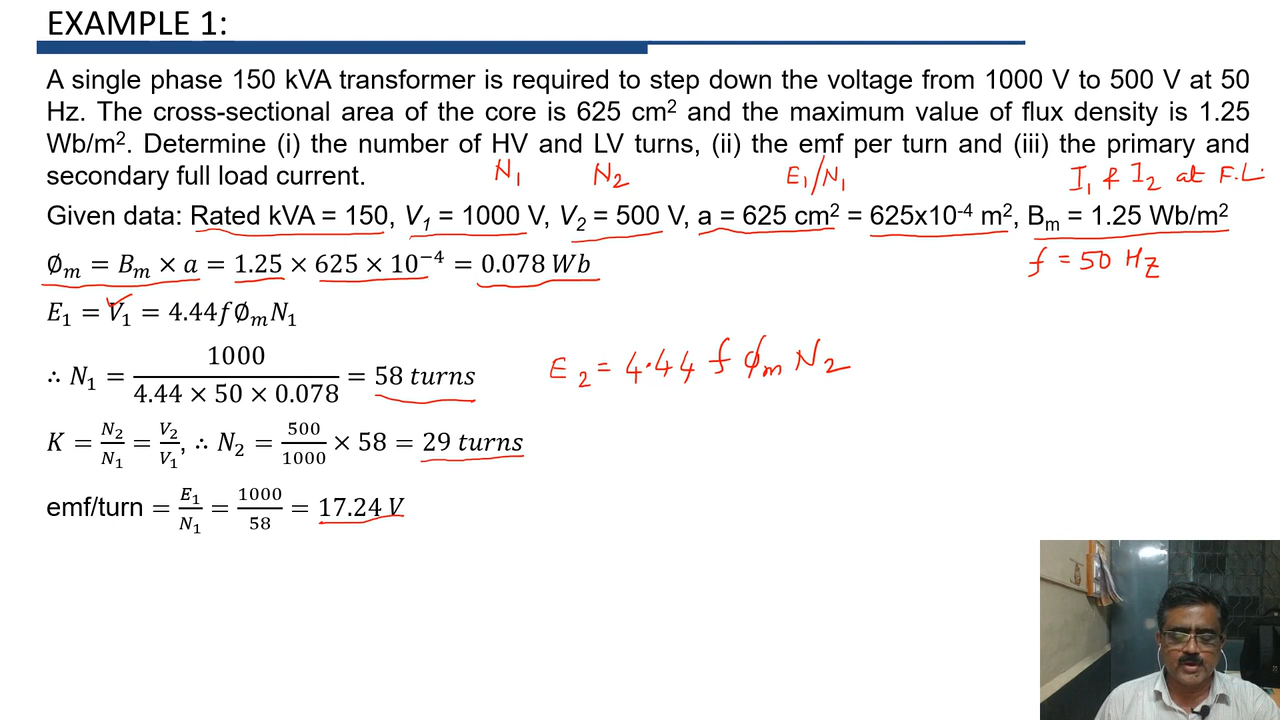 EXAMPLE 1:
A single phase 150 kVA transformer is required to step down the voltage from 1000 V to 500 V at 50
Hz. The cross-sectional area of the core is 625 cm² and the maximum value of flux density is 1.25
Wb/m². Determine (i) the number of HV and LV turns, (ii) the emf per turn and (iii) the primary and
secondary full load current.
N₁ N₂ E₁/N₁ I₁ & I₂ at F.L.
Given data: Rated kVA = 150, V₁ = 1000 V, V₂ = 500 V, a = 625 cm² = 625x10⁻⁴ m², Bₘ = 1.25 Wb/m²
∅ₘ = Bₘ × a = 1.25 × 625 × 10⁻⁴ = 0.078 Wb
f = 50 Hz
E₁ = V₁ = 4.44f∅ₘN₁
∴ N₁ = 1000 / 4.44 × 50 × 0.078 = 58 turns
E₂ = 4.44 f ϕₘ N₂
K = N₂/N₁ = V₂/V₁, ∴ N₂ = 500/1000 × 58 = 29 turns
emf/turn = E₁/N₁ = 1000/58 = 17.24 V